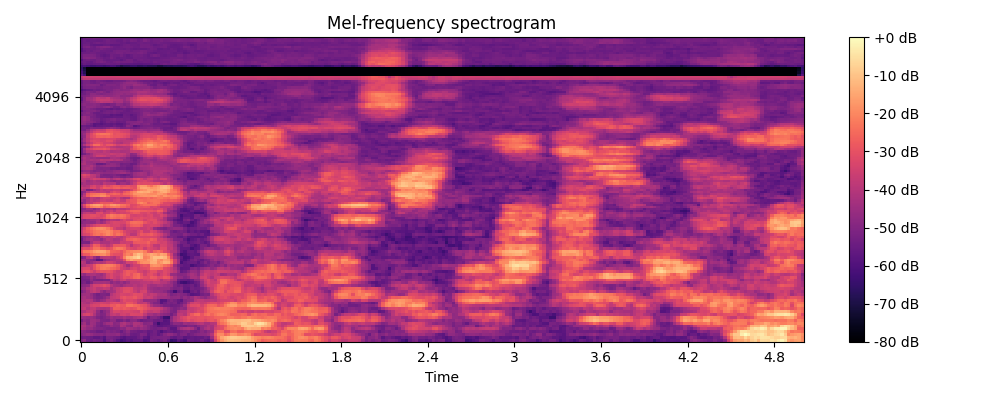 Mel-frequency spectrogram
Hz
4096
2048
1024
512
0
0 0.6 1.2 1.8 2.4 3 3.6 4.2 4.8
Time
+0 dB
-10 dB
-20 dB
-30 dB
-40 dB
-50 dB
-60 dB
-70 dB
-80 dB